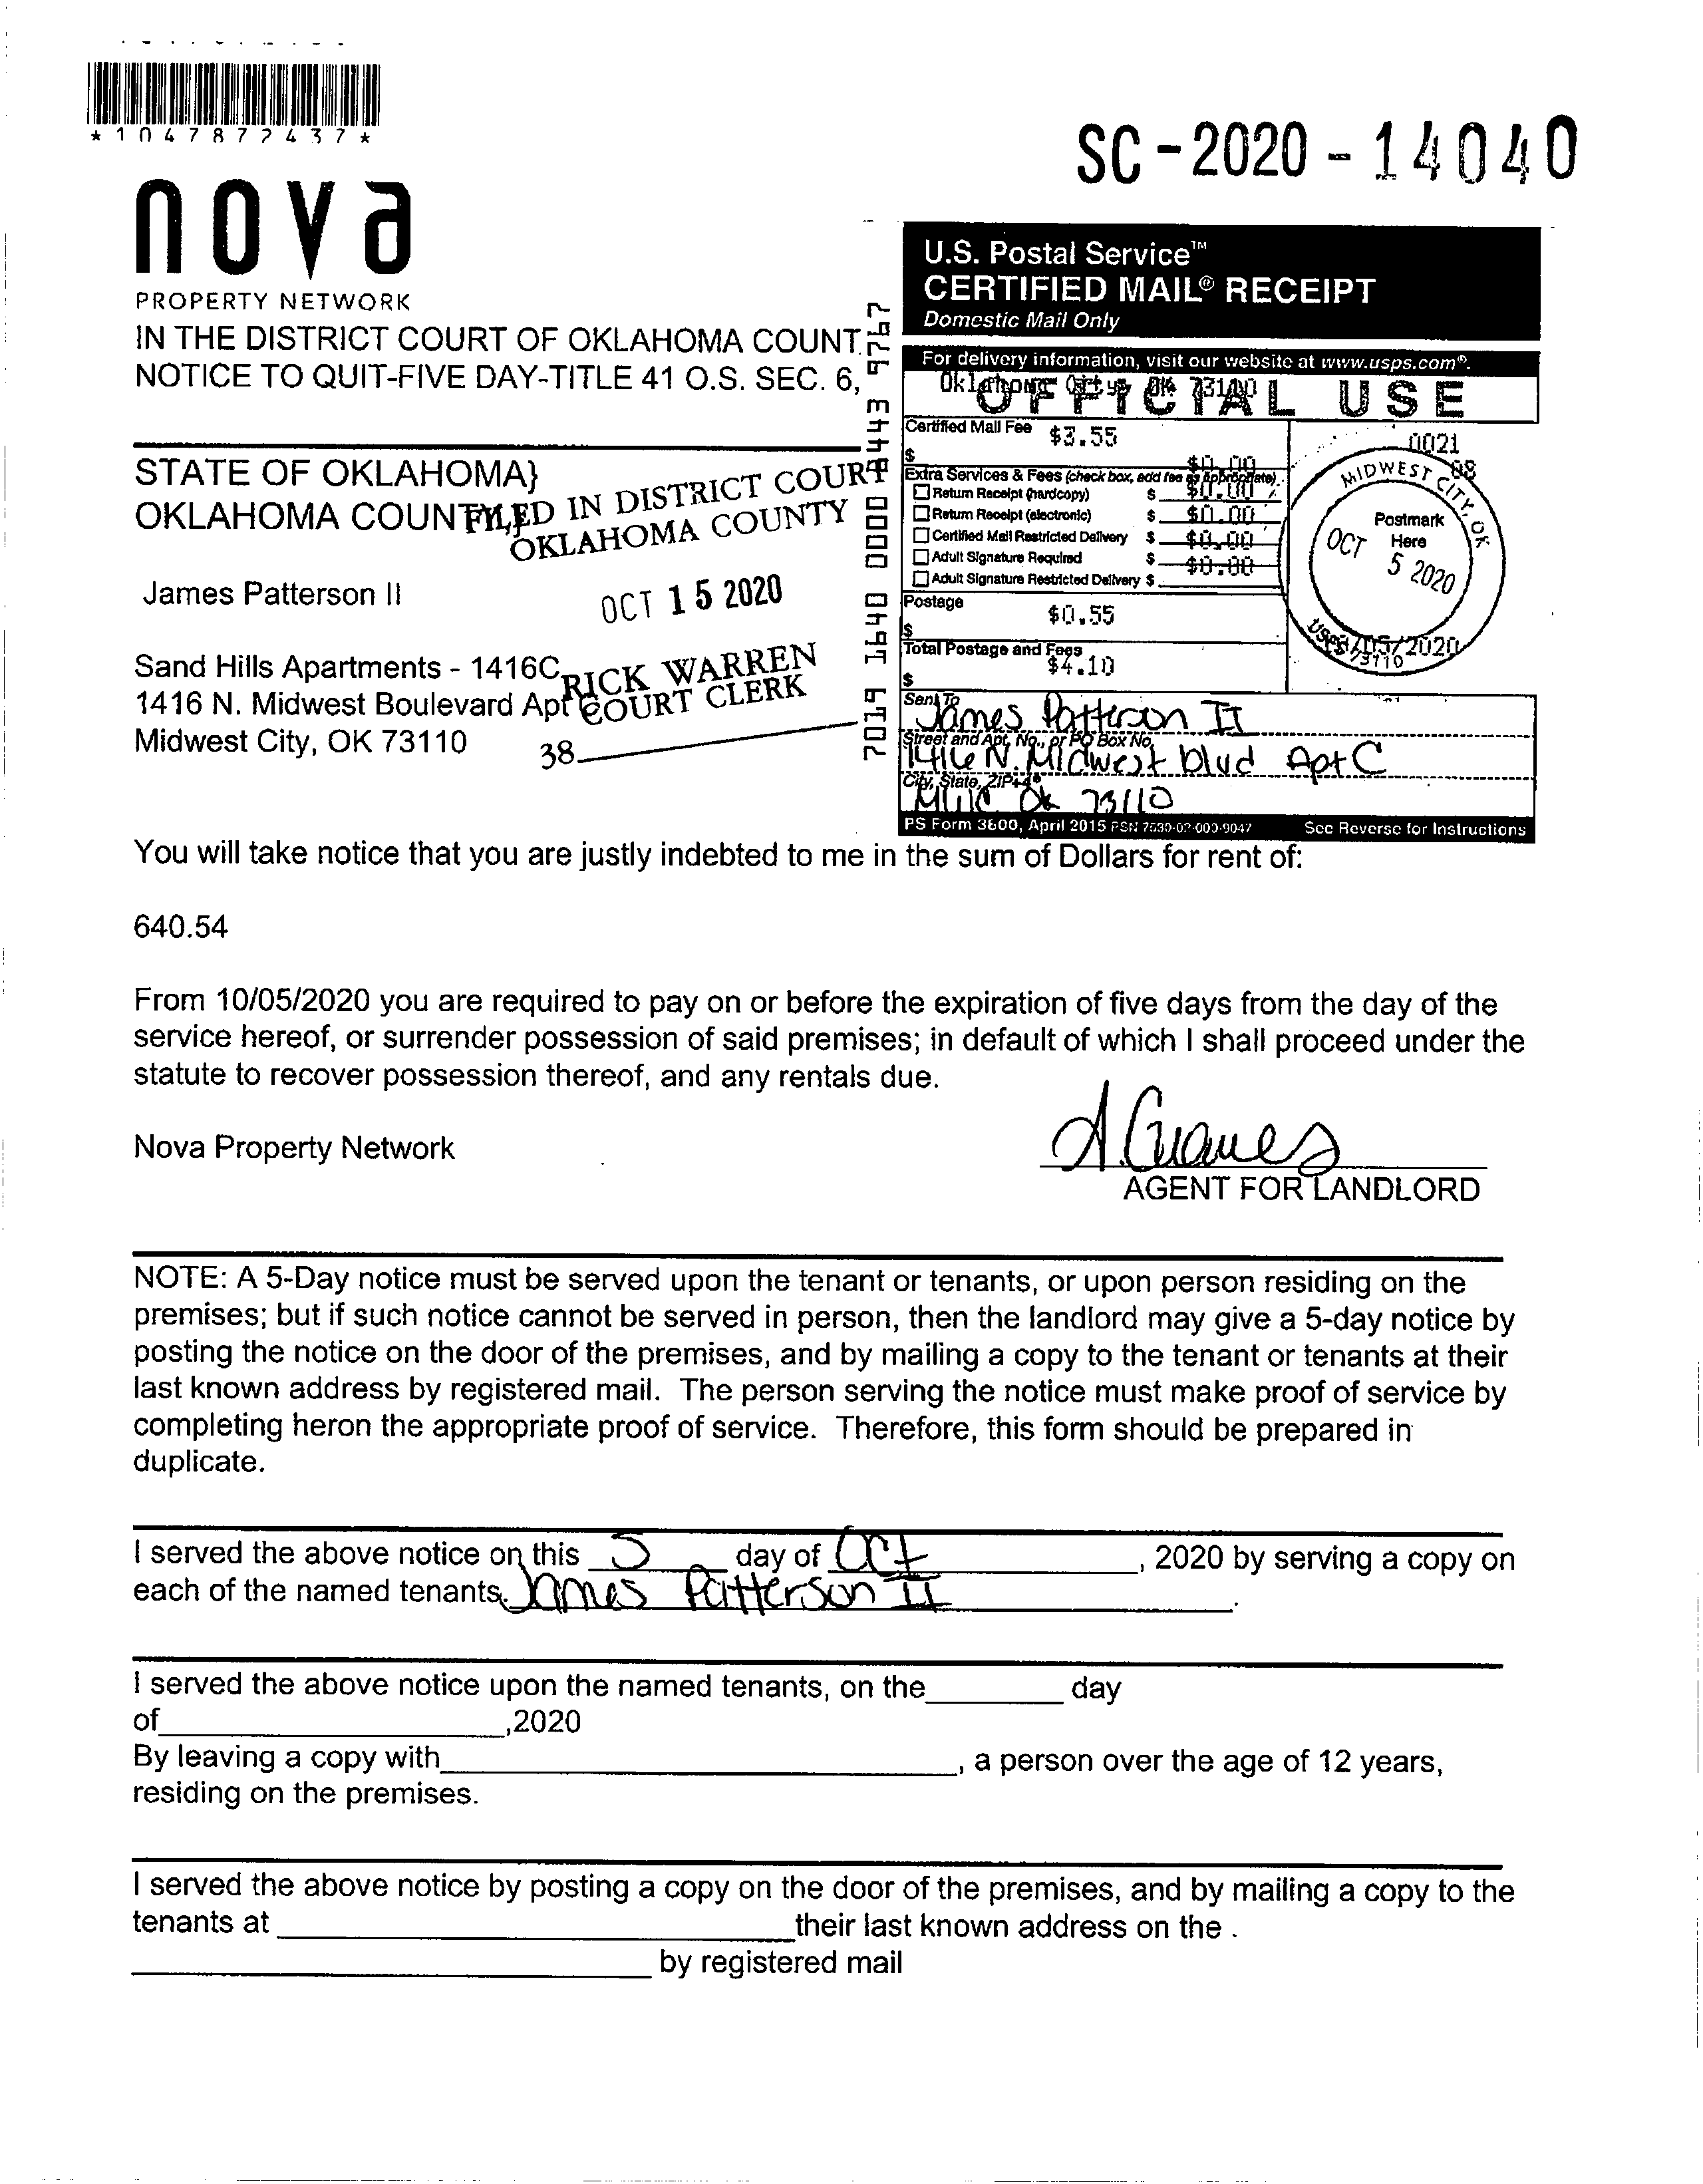 *1047872437*
SC-2020-14040
nova
PROPERTY NETWORK
IN THE DISTRICT COURT OF OKLAHOMA COUNT
NOTICE TO QUIT-FIVE DAY-TITLE 41 O.S. SEC. 6,
STATE OF OKLAHOMA}
OKLAHOMA COUNTY
FILED IN DISTRICT COURT
OKLAHOMA COUNTY
James Patterson II
OCT 15 2020
Sand Hills Apartments - 1416C
1416 N. Midwest Boulevard Apt
Midwest City, OK 73110
RICK WARREN
COURT CLERK
38
7019 1640 0000 9443 9767
U.S. Postal Service™
CERTIFIED MAIL® RECEIPT
Domestic Mail Only
For delivery information, visit our website at www.usps.com®.
OFFICIAL USE
Certified Mail Fee $3.55
$
Extra Services & Fees (check box, add fee as appropriate)
Return Receipt (hardcopy) $ $0.00
Return Receipt (electronic) $ $0.00
Certified Mail Restricted Delivery $ $0.00
Adult Signature Required $ $0.00
Adult Signature Restricted Delivery $
Postage $0.55
$
Total Postage and Fees $4.10
$
0021
MIDWEST CITY, OK
Postmark
Here
OCT 5 2020
73110
Sent To
James Patterson II
Street and Apt. No., or PO Box No.
1416 N. Midwest blvd Apt C
City, State, ZIP+4®
MWC Ok 73110
PS Form 3800, April 2015 PSN 7530-02-000-9047 See Reverse for Instructions
You will take notice that you are justly indebted to me in the sum of Dollars for rent of:
640.54
From 10/05/2020 you are required to pay on or before the expiration of five days from the day of the
service hereof, or surrender possession of said premises; in default of which I shall proceed under the
statute to recover possession thereof, and any rentals due.
Nova Property Network
AGENT FOR LANDLORD
NOTE: A 5-Day notice must be served upon the tenant or tenants, or upon person residing on the
premises; but if such notice cannot be served in person, then the landlord may give a 5-day notice by
posting the notice on the door of the premises, and by mailing a copy to the tenant or tenants at their
last known address by registered mail. The person serving the notice must make proof of service by
completing heron the appropriate proof of service. Therefore, this form should be prepared in
duplicate.
I served the above notice on this 5 day of Oct, 2020 by serving a copy on
each of the named tenants. James Patterson II.
I served the above notice upon the named tenants, on the day
of ,2020
By leaving a copy with , a person over the age of 12 years,
residing on the premises.
I served the above notice by posting a copy on the door of the premises, and by mailing a copy to the
tenants at their last known address on the .
by registered mail